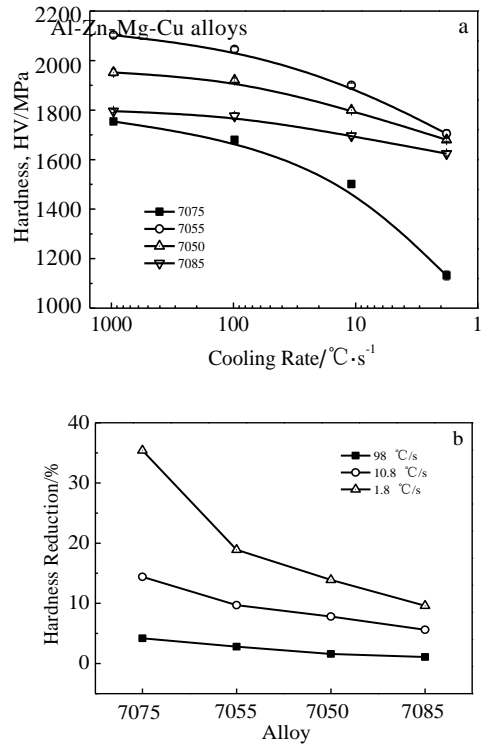 2200
Al-Zn-Mg-Cu alloys
a
2000
1800
1600
1400
1200
1000
Hardness, HV/MPa
7075
7055
7050
7085
1000 100 10 1
Cooling Rate/℃·s⁻¹
40
b
30
20
10
0
Hardness Reduction/%
98 ℃/s
10.8 ℃/s
1.8 ℃/s
7075 7055 7050 7085
Alloy